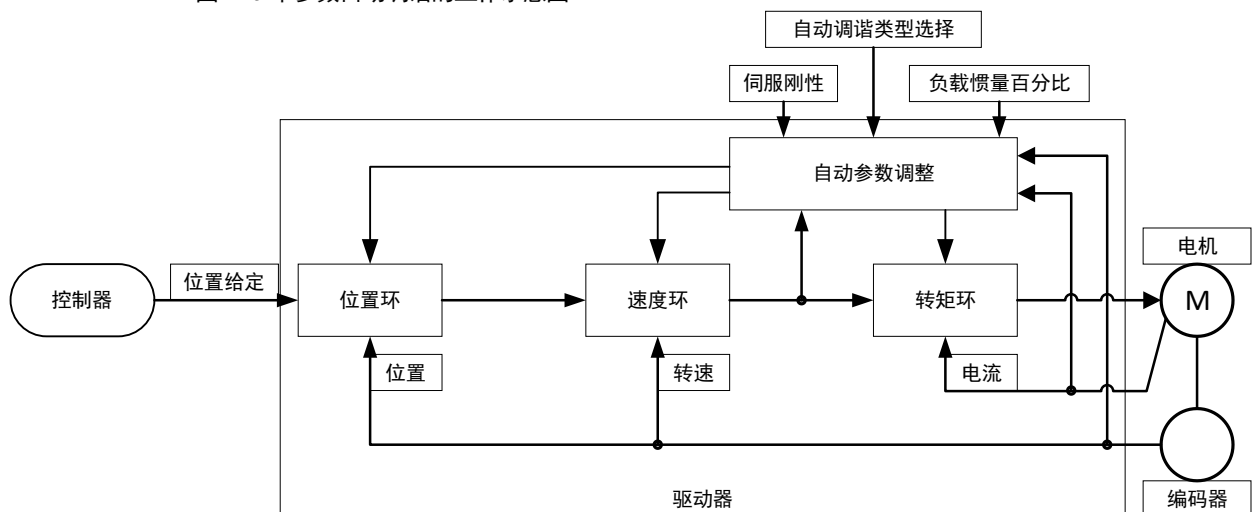 自动调谐类型选择
伺服刚性
负载惯量百分比
自动参数调整
电机
控制器
位置给定
位置环
速度环
转矩环
M
位置
转速
电流
驱动器
编码器